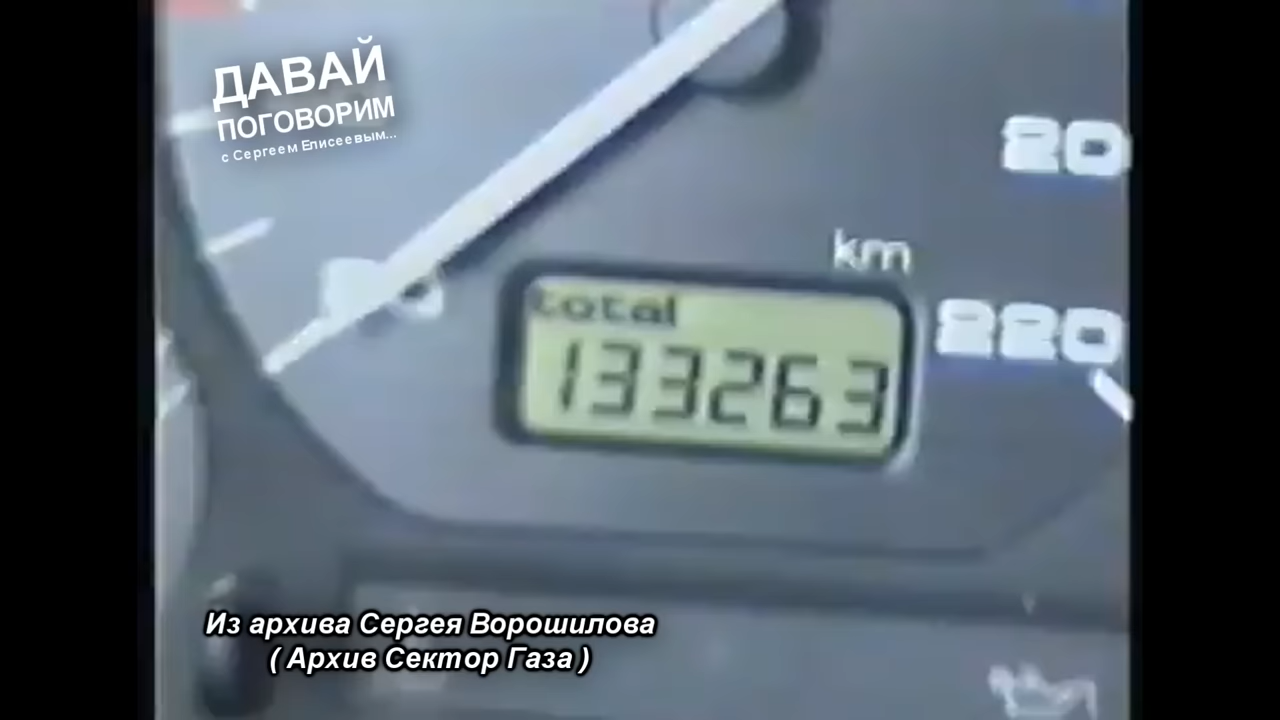 ДАВАЙ
ПОГОВОРИМ
с Сергеем Елисеевым...
20
km
total
220
133263
Из архива Сергея Ворошилова
( Архив Сектор Газа )